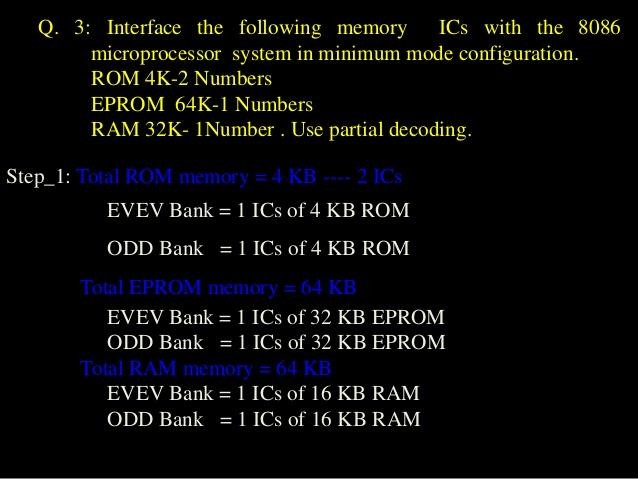 Q. 3: Interface the following memory ICs with the 8086
microprocessor system in minimum mode configuration.
ROM 4K-2 Numbers
EPROM 64K-1 Numbers
RAM 32K- 1Number . Use partial decoding.
Step_1: Total ROM memory = 4 KB ---- 2 ICs
EVEV Bank = 1 ICs of 4 KB ROM
ODD Bank = 1 ICs of 4 KB ROM
Total EPROM memory = 64 KB
EVEV Bank = 1 ICs of 32 KB EPROM
ODD Bank = 1 ICs of 32 KB EPROM
Total RAM memory = 64 KB
EVEV Bank = 1 ICs of 16 KB RAM
ODD Bank = 1 ICs of 16 KB RAM